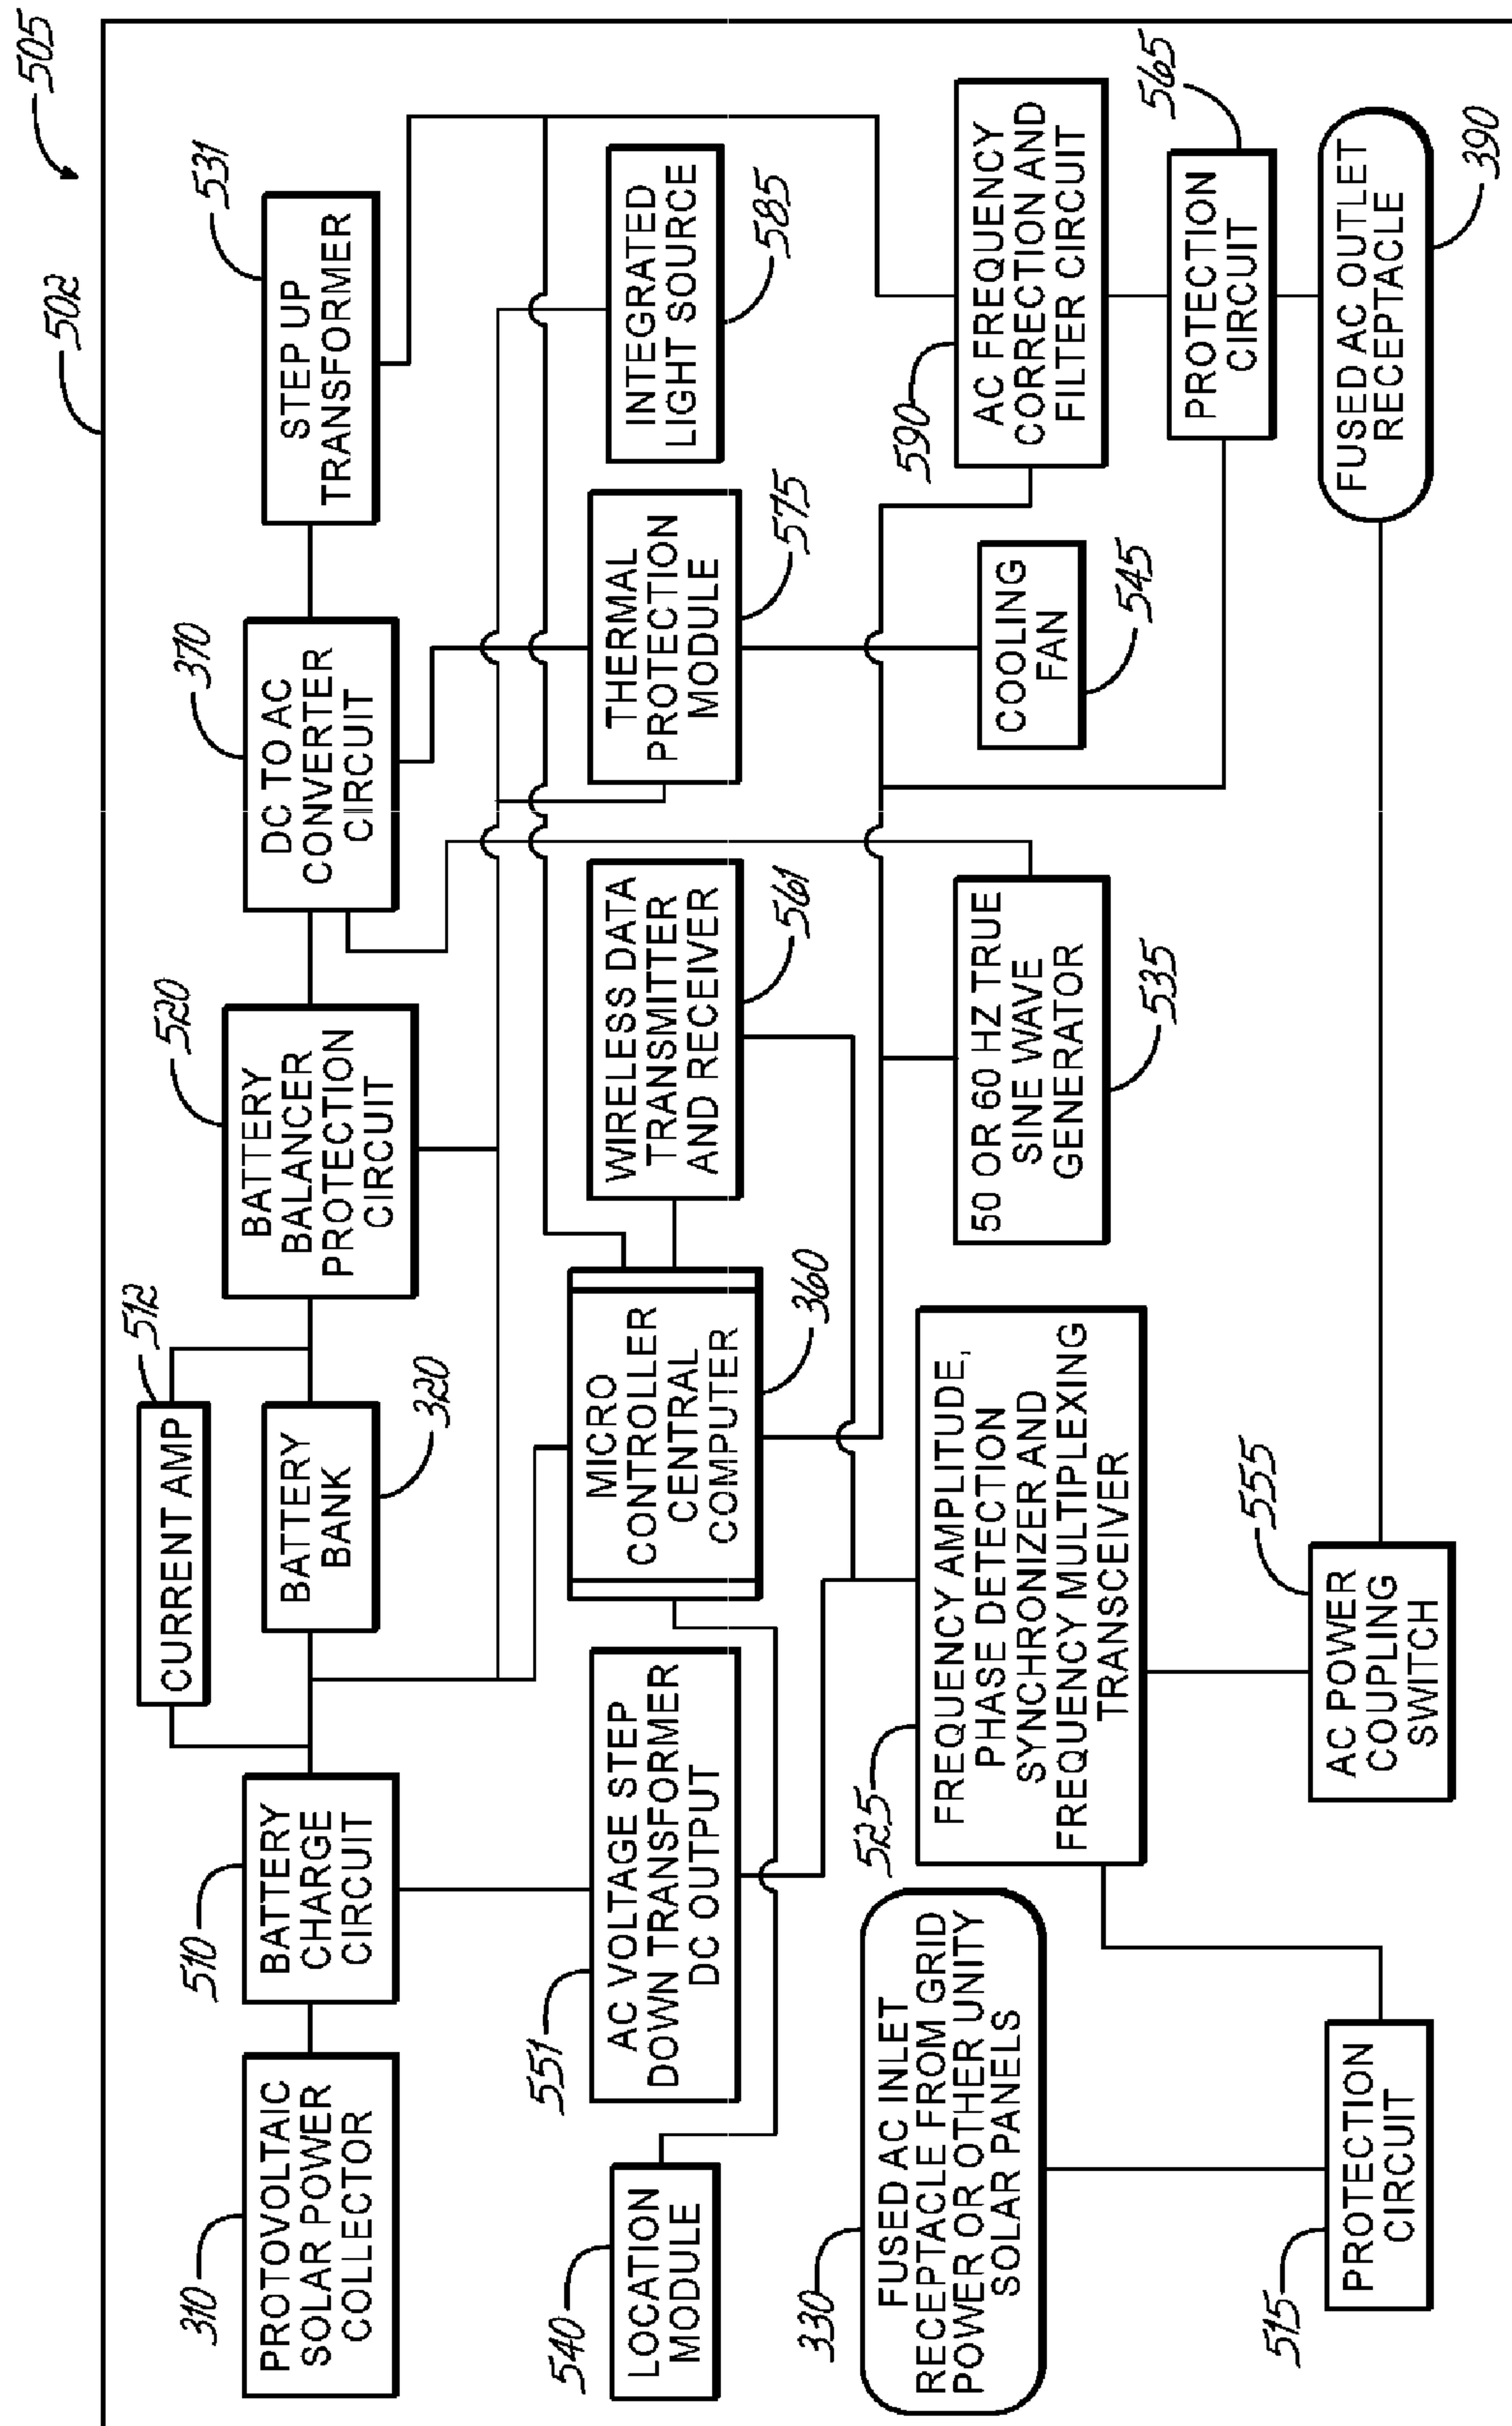 505
502
CURRENT AMP
512
310
PROTOVOLTAIC
SOLAR POWER
COLLECTOR
510
BATTERY
CHARGE
CIRCUIT
BATTERY
BANK
320
BATTERY
BALANCER
PROTECTION
CIRCUIT
520
DC TO AC
CONVERTER
CIRCUIT
370
STEP UP
TRANSFORMER
531
540
LOCATION
MODULE
551
AC VOLTAGE STEP
DOWN TRANSFORMER
DC OUTPUT
MICRO
CONTROLLER
CENTRAL
COMPUTER
360
WIRELESS DATA
TRANSMITTER
AND RECEIVER
561
THERMAL
PROTECTION
MODULE
575
INTEGRATED
LIGHT SOURCE
585
330
FUSED AC INLET
RECEPTACLE FROM GRID
POWER OR OTHER UNITY
SOLAR PANELS
525
FREQUENCY AMPLITUDE,
PHASE DETECTION
SYNCHRONIZER AND
FREQUENCY MULTIPLEXING
TRANSCEIVER
50 OR 60 HZ TRUE
SINE WAVE
GENERATOR
535
COOLING
FAN
545
590
AC FREQUENCY
CORRECTION AND
FILTER CIRCUIT
PROTECTION
CIRCUIT
565
515
PROTECTION
CIRCUIT
AC POWER
COUPLING
SWITCH
555
FUSED AC OUTLET
RECEPTACLE
390